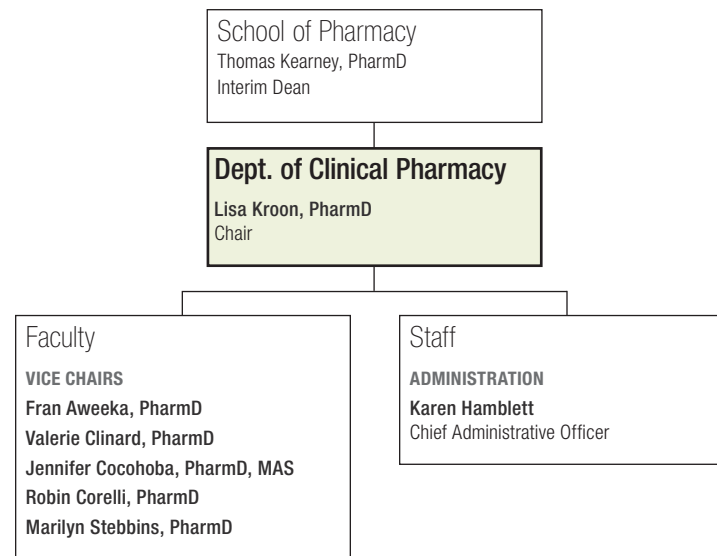 School of Pharmacy
Thomas Kearney, PharmD
Interim Dean
Dept. of Clinical Pharmacy
Lisa Kroon, PharmD
Chair
Faculty
VICE CHAIRS
Fran Aweeka, PharmD
Valerie Clinard, PharmD
Jennifer Cocohoba, PharmD, MAS
Robin Corelli, PharmD
Marilyn Stebbins, PharmD
Staff
ADMINISTRATION
Karen Hamblett
Chief Administrative Officer